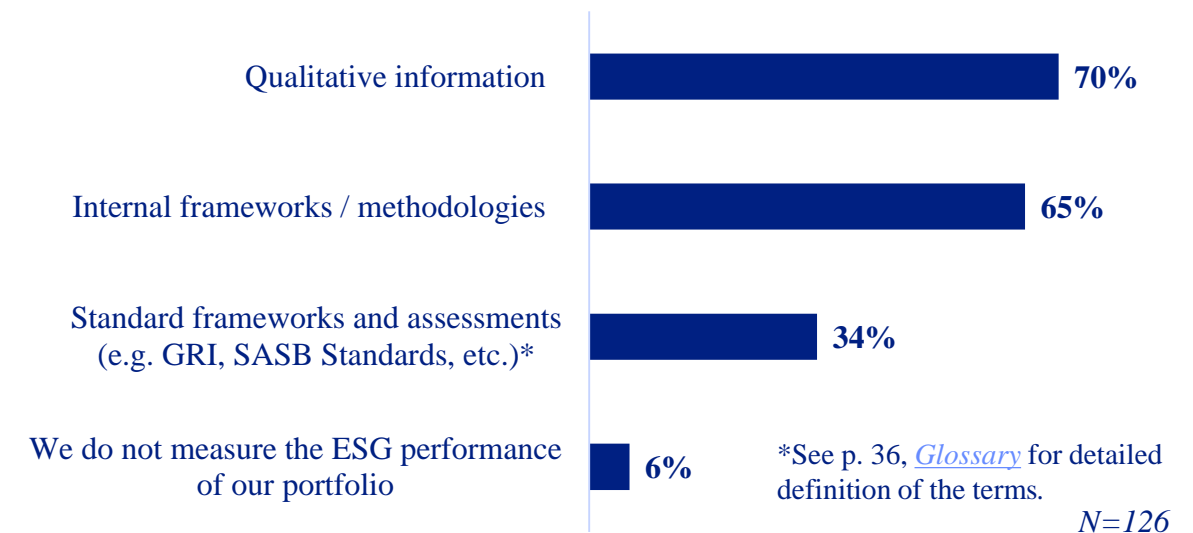 Qualitative information
70%
Internal frameworks / methodologies
65%
Standard frameworks and assessments
(e.g. GRI, SASB Standards, etc.)*
34%
We do not measure the ESG performance
of our portfolio
6%
*See p. 36, Glossary for detailed
definition of the terms.
N=126